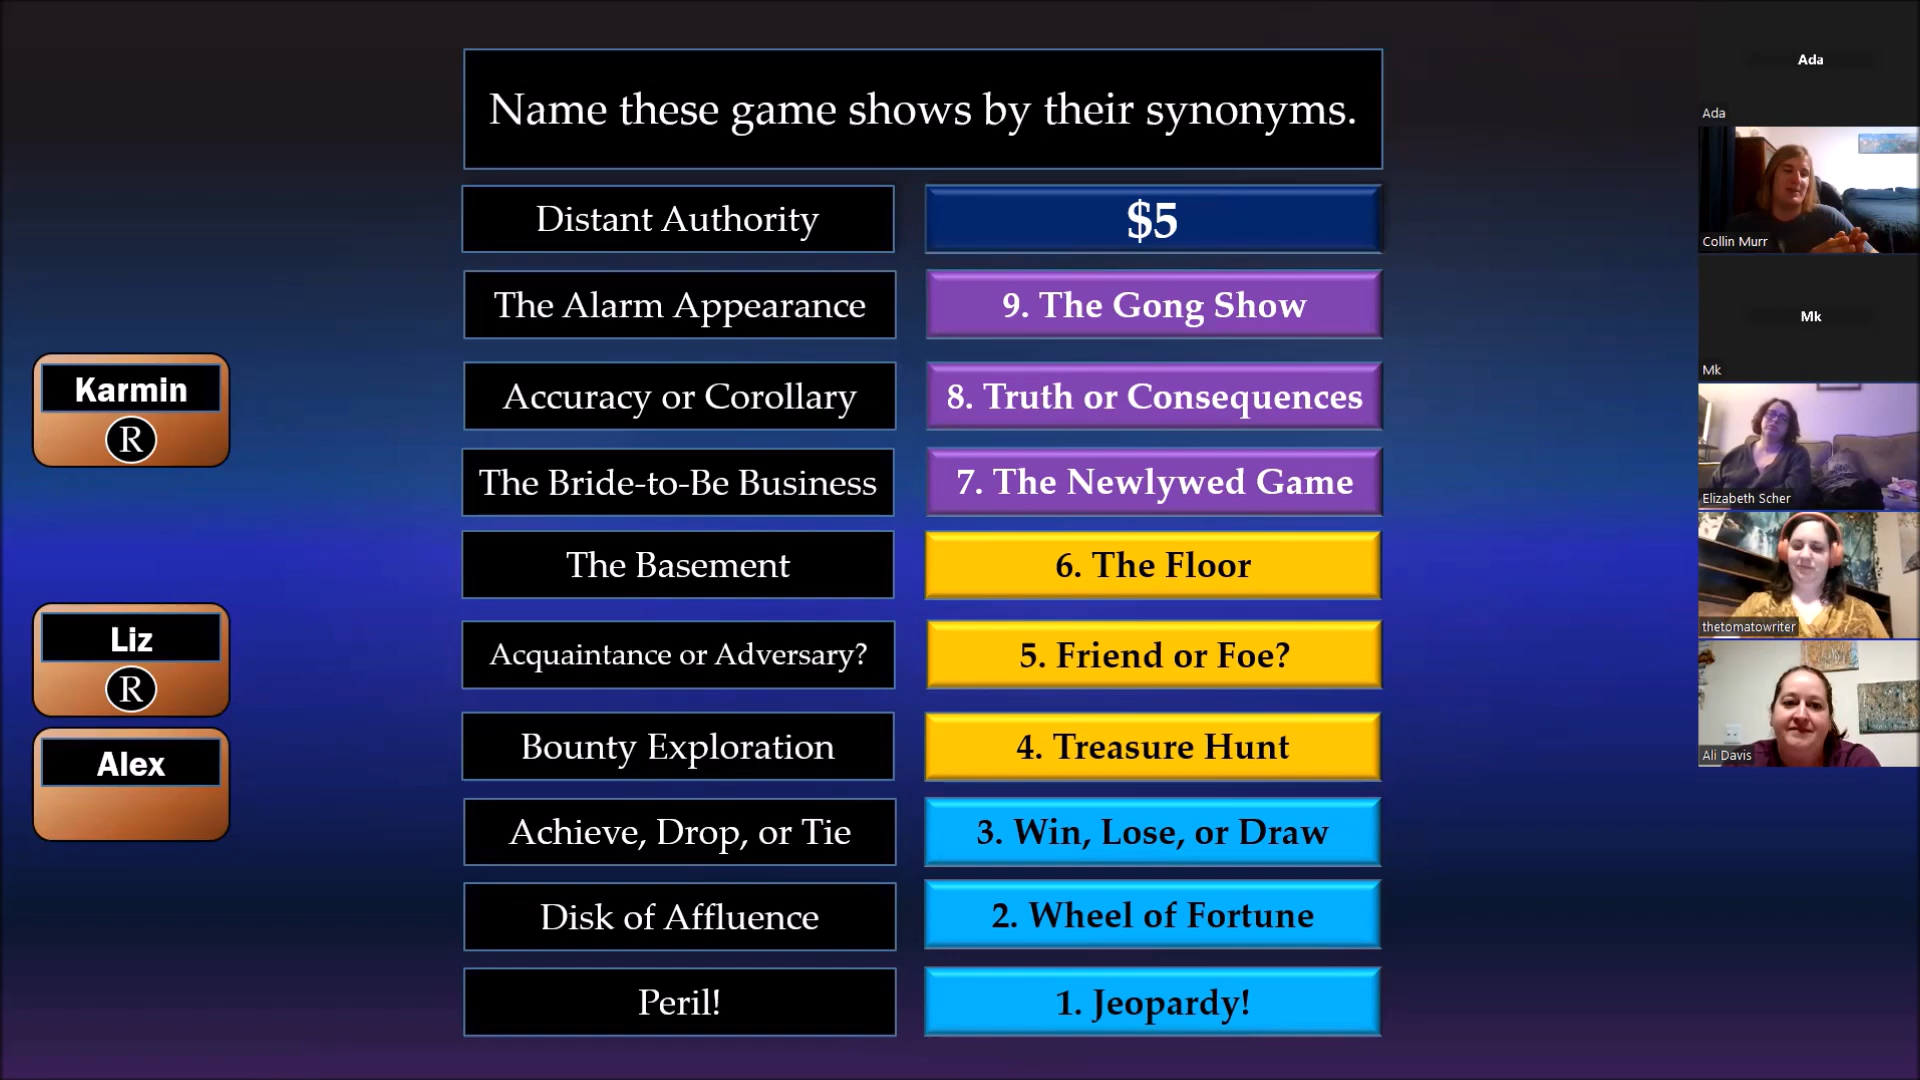 Name these game shows by their synonyms.
Distant Authority
$5
The Alarm Appearance
9. The Gong Show
Accuracy or Corollary
8. Truth or Consequences
The Bride-to-Be Business
7. The Newlywed Game
The Basement
6. The Floor
Acquaintance or Adversary?
5. Friend or Foe?
Bounty Exploration
4. Treasure Hunt
Achieve, Drop, or Tie
3. Win, Lose, or Draw
Disk of Affluence
2. Wheel of Fortune
Peril!
1. Jeopardy!
Karmin
R
Liz
R
Alex
Ada
Ada
Collin Murr
Mk
Mk
Elizabeth Scher
thetomatowriter
Ali Davis